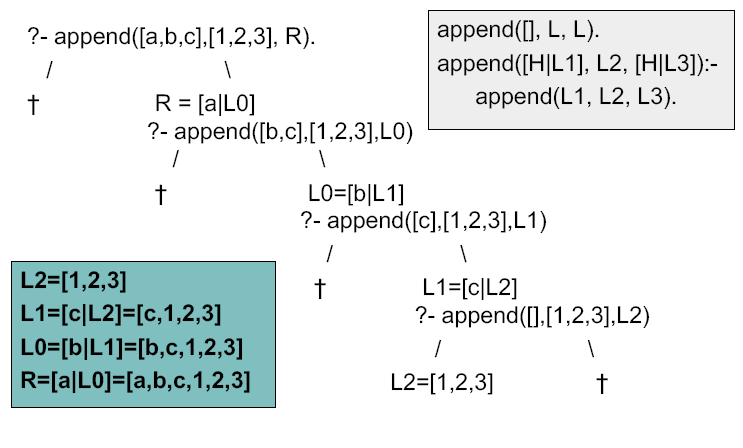 ?- append([a,b,c],[1,2,3], R).
/ \
† R = [a|L0]
?- append([b,c],[1,2,3],L0)
/ \
† L0=[b|L1]
?- append([c],[1,2,3],L1)
/ \
† L1=[c|L2]
?- append([],[1,2,3],L2)
/ \
L2=[1,2,3] †
append([], L, L).
append([H|L1], L2, [H|L3]):-
append(L1, L2, L3).
L2=[1,2,3]
L1=[c|L2]=[c,1,2,3]
L0=[b|L1]=[b,c,1,2,3]
R=[a|L0]=[a,b,c,1,2,3]